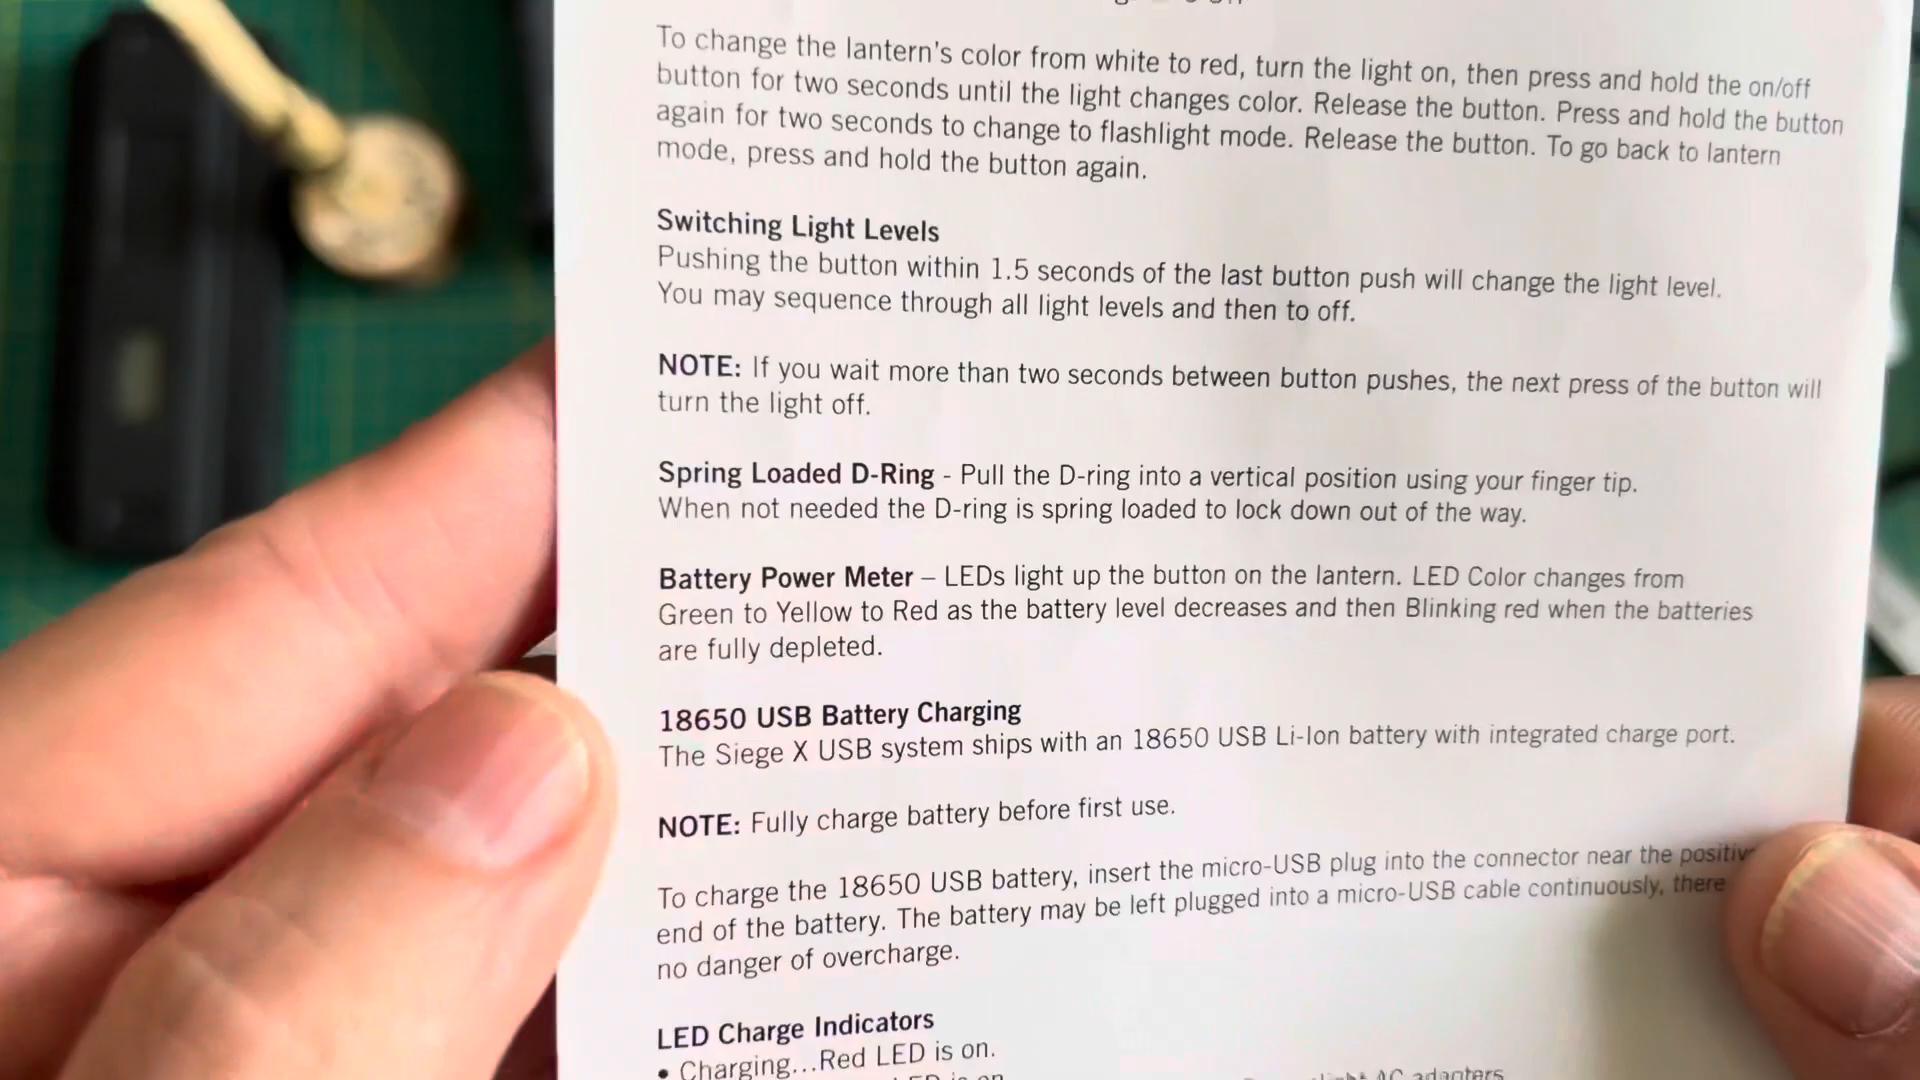 To change the lantern's color from white to red, turn the light on, then press and hold the on/off
button for two seconds until the light changes color. Release the button. Press and hold the button
again for two seconds to change to flashlight mode. Release the button. To go back to lantern
mode, press and hold the button again.
Switching Light Levels
Pushing the button within 1.5 seconds of the last button push will change the light level.
You may sequence through all light levels and then to off.
NOTE: If you wait more than two seconds between button pushes, the next press of the button will
turn the light off.
Spring Loaded D-Ring - Pull the D-ring into a vertical position using your finger tip.
When not needed the D-ring is spring loaded to lock down out of the way.
Battery Power Meter – LEDs light up the button on the lantern. LED Color changes from
Green to Yellow to Red as the battery level decreases and then Blinking red when the batteries
are fully depleted.
18650 USB Battery Charging
The Siege X USB system ships with an 18650 USB Li-Ion battery with integrated charge port.
NOTE: Fully charge battery before first use.
To charge the 18650 USB battery, insert the micro-USB plug into the connector near the
end of the battery. The battery may be left plugged into a micro-USB cable continuously, there
no danger of overcharge.
LED Charge Indicators
• Charging...Red LED is on.
AC adapters